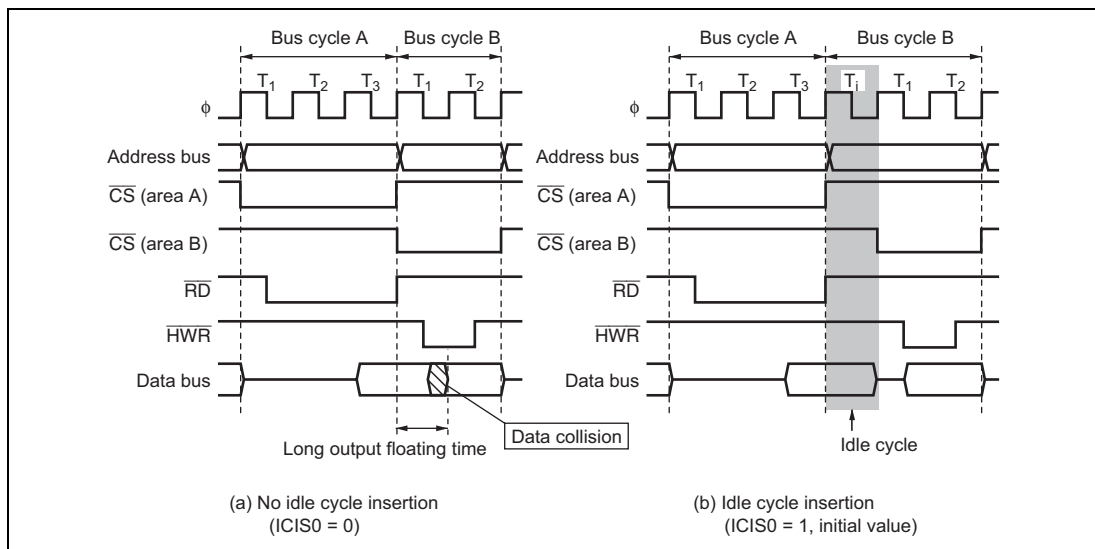 Bus cycle A
Bus cycle B
T1 T2 T3 T1 T2
ϕ
Address bus
CS (area A)
CS (area B)
RD
HWR
Data bus
Long output floating time
Data collision
(a) No idle cycle insertion
(ICIS0 = 0)
Bus cycle A
Bus cycle B
T1 T2 T3 Ti T1 T2
ϕ
Address bus
CS (area A)
CS (area B)
RD
HWR
Data bus
Idle cycle
(b) Idle cycle insertion
(ICIS0 = 1, initial value)